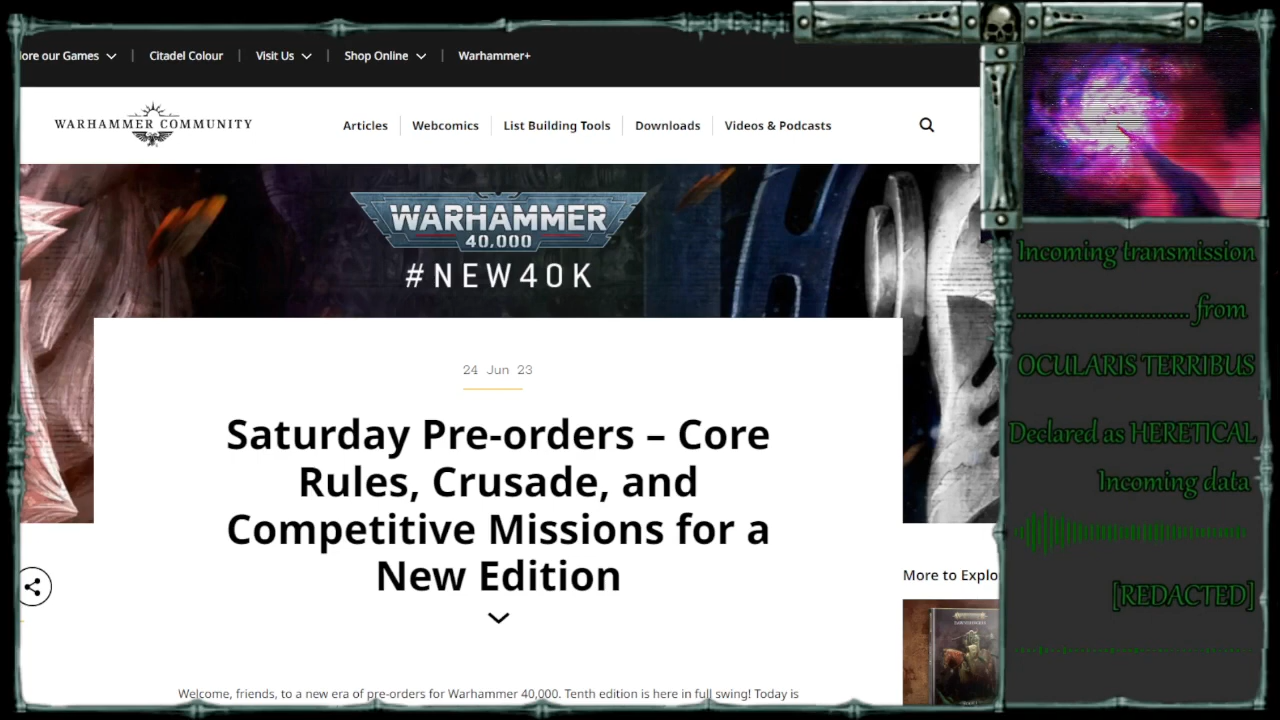 ore our Games
Citadel Colour
Visit Us
Shop Online
Warhammer+
WARHAMMER COMMUNITY
Articles
Webcomics
List Building Tools
Downloads
Videos & Podcasts
WARHAMMER
40,000
#NEW40K
24 Jun 23
Saturday Pre-orders – Core
Rules, Crusade, and
Competitive Missions for a
New Edition
Welcome, friends, to a new era of pre-orders for Warhammer 40,000. Tenth edition is here in full swing! Today is
More to Explo
Incoming transmission
.............................. from
OCULARIS TERRIBUS
Declared as HERETICAL
Incoming data
[REDACTED]